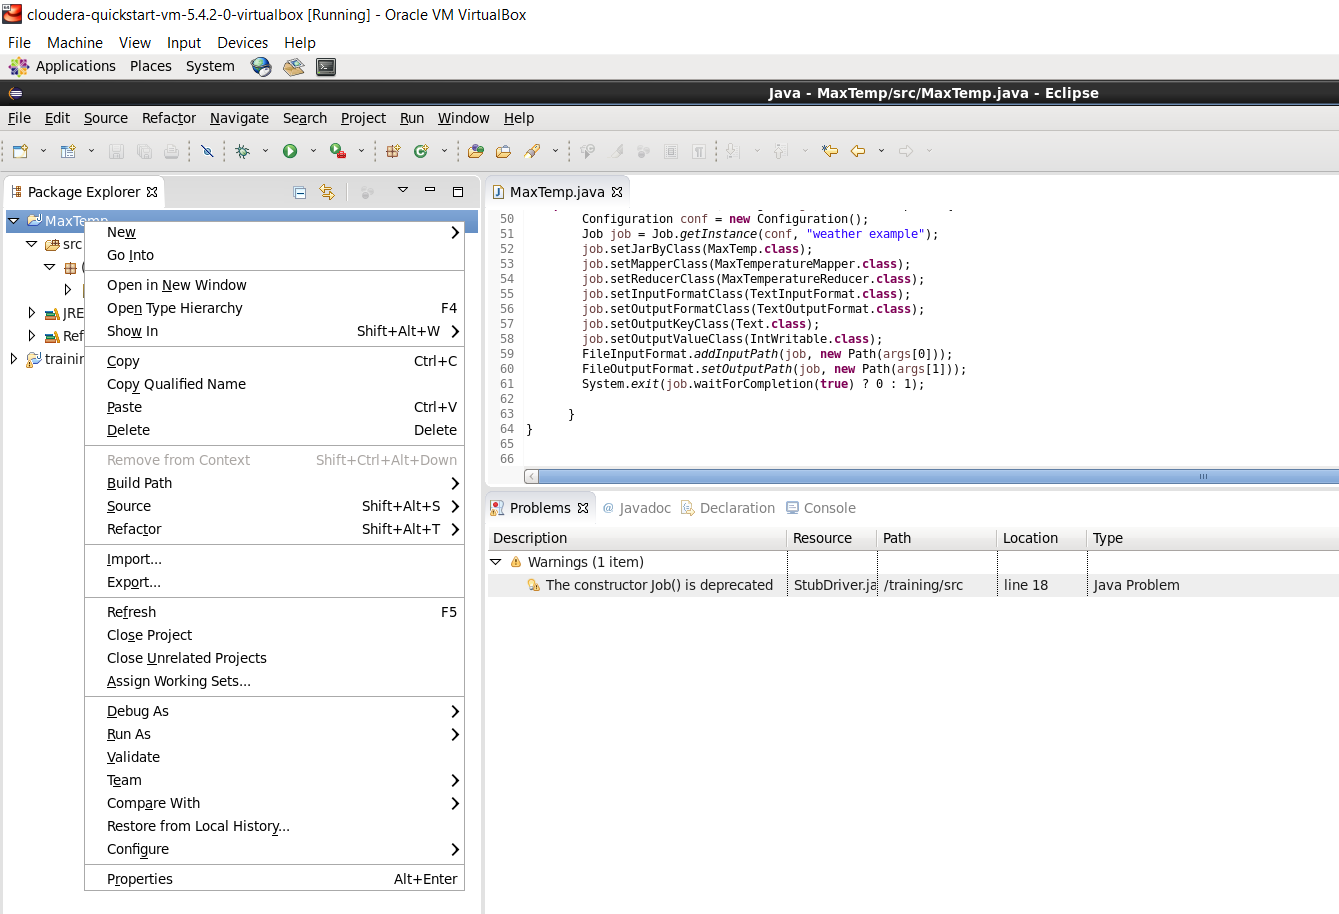 cloudera-quickstart-vm-5.4.2-0-virtualbox [Running] - Oracle VM VirtualBox
File Machine View Input Devices Help
Applications Places System
Java - MaxTemp/src/MaxTemp.java - Eclipse
File Edit Source Refactor Navigate Search Project Run Window Help
Package Explorer
MaxTemp
src
(
JRE
Ref
trainin
New
Go Into
Open in New Window
Open Type Hierarchy F4
Show In Shift+Alt+W
Copy Ctrl+C
Copy Qualified Name
Paste Ctrl+V
Delete Delete
Remove from Context Shift+Ctrl+Alt+Down
Build Path
Source Shift+Alt+S
Refactor Shift+Alt+T
Import...
Export...
Refresh F5
Close Project
Close Unrelated Projects
Assign Working Sets...
Debug As
Run As
Validate
Team
Compare With
Restore from Local History...
Configure
Properties Alt+Enter
MaxTemp.java
50 Configuration conf = new Configuration();
51 Job job = Job.getInstance(conf, "weather example");
52 job.setJarByClass(MaxTemp.class);
53 job.setMapperClass(MaxTemperatureMapper.class);
54 job.setReducerClass(MaxTemperatureReducer.class);
55 job.setInputFormatClass(TextInputFormat.class);
56 job.setOutputFormatClass(TextOutputFormat.class);
57 job.setOutputKeyClass(Text.class);
58 job.setOutputValueClass(IntWritable.class);
59 FileInputFormat.addInputPath(job, new Path(args[0]));
60 FileOutputFormat.setOutputPath(job, new Path(args[1]));
61 System.exit(job.waitForCompletion(true) ? 0 : 1);
62
63 }
64 }
65
66
Problems Javadoc Declaration Console
Description Resource Path Location Type
Warnings (1 item)
The constructor Job() is deprecated StubDriver.ja /training/src line 18 Java Problem